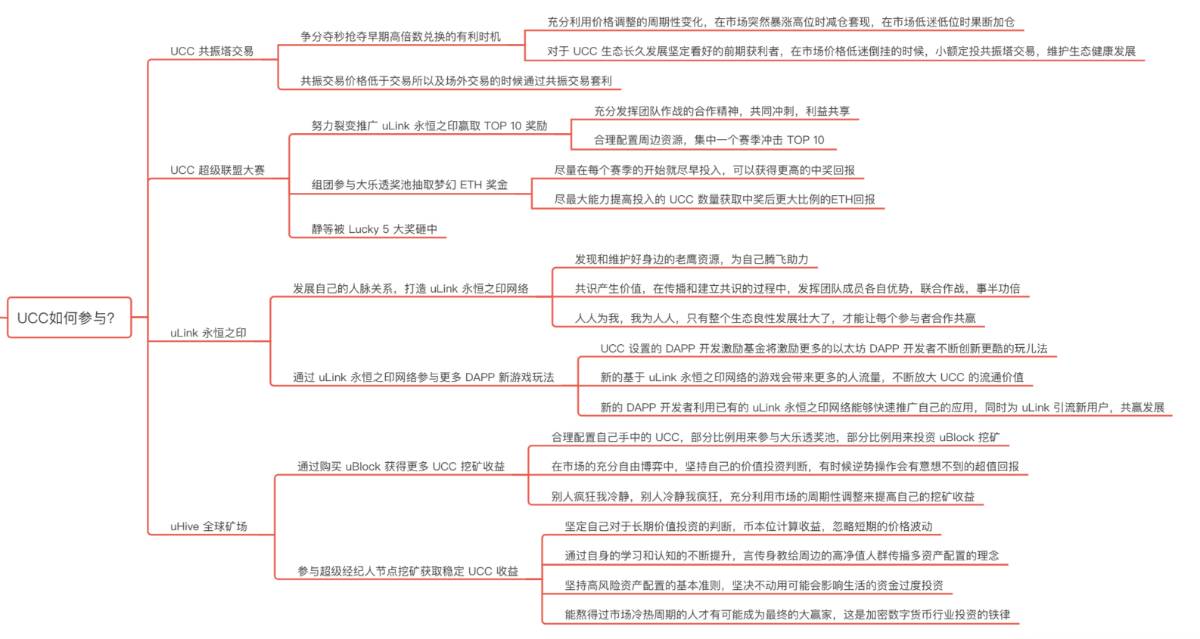 UCC如何参与？
UCC 共振塔交易
争分夺秒抢夺早期高倍数兑换的有利时机
充分利用价格调整的周期性变化，在市场突然暴涨高位时减仓套现，在市场低迷低位时果断加仓
对于 UCC 生态长久发展坚定看好的前期获利者，在市场价格低迷倒挂的时候，小额定投共振塔交易，维护生态健康发展
共振交易价格低于交易所以及场外交易的时候通过共振交易套利
UCC 超级联盟大赛
努力裂变推广 uLink 永恒之印赢取 TOP 10 奖励
充分发挥团队作战的合作精神，共同冲刺，利益共享
合理配置周边资源，集中一个赛季冲击 TOP 10
组团参与大乐透奖池抽取梦幻 ETH 奖金
尽量在每个赛季的开始就尽早投入，可以获得更高的中奖回报
尽最大能力提高投入的 UCC 数量获取中奖后更大比例的ETH回报
静等被 Lucky 5 大奖砸中
uLink 永恒之印
发展自己的人脉关系，打造 uLink 永恒之印网络
发现和维护好身边的老鹰资源，为自己腾飞助力
共识产生价值，在传播和建立共识的过程中，发挥团队成员各自优势，联合作战，事半功倍
人人为我，我为人人，只有整个生态良性发展壮大了，才能让每个参与者合作共赢
通过 uLink 永恒之印网络参与更多 DAPP 新游戏玩法
UCC 设置的 DAPP 开发激励基金将激励更多的以太坊 DAPP 开发者不断创新更酷的玩儿法
新的基于 uLink 永恒之印网络的游戏会带来更多的人流量，不断放大 UCC 的流通价值
新的 DAPP 开发者利用已有的 uLink 永恒之印网络能够快速推广自己的应用，同时为 uLink 引流新用户，共赢发展
uHive 全球矿场
通过购买 uBlock 获得更多 UCC 挖矿收益
合理配置自己手中的 UCC，部分比例用来参与大乐透奖池，部分比例用来投资 uBlock 挖矿
在市场的充分自由博弈中，坚持自己的价值投资判断，有时候逆势操作会有意想不到的超值回报
别人疯狂我冷静，别人冷静我疯狂，充分利用市场的周期性调整来提高自己的挖矿收益
参与超级经纪人节点挖矿获取稳定 UCC 收益
坚定自己对于长期价值投资的判断，币本位计算收益，忽略短期的价格波动
通过自身的学习和认知的不断提升，言传身教给周边的高净值人群传播多资产配置的理念
坚持高风险资产配置的基本准则，坚决不动用可能会影响生活的资金过度投资
能熬得过市场冷热周期的人才有可能成为最终的大赢家，这是加密数字货币行业投资的铁律